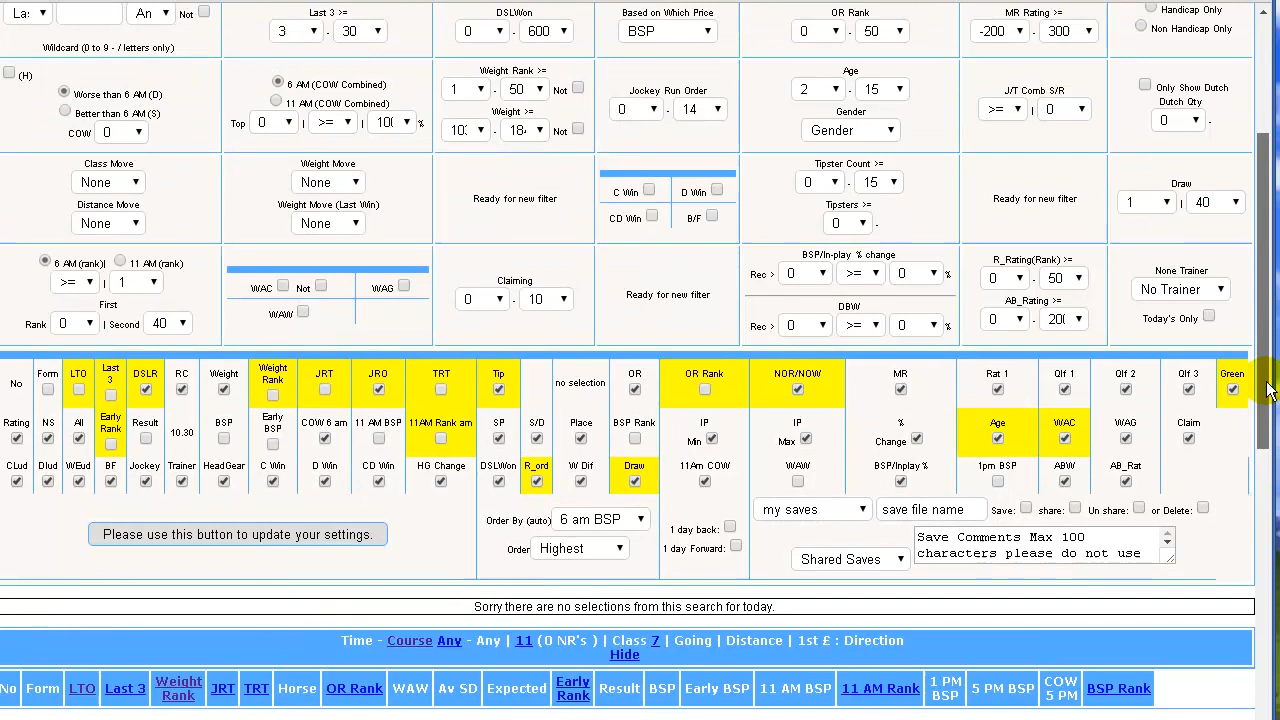 La: An Not
Wildcard (0 to 9 - / letters only)
Last 3 >=
3 - 30
DSLWon
0 - 600
Based on Which Price
BSP
OR Rank
0 - 50
MR Rating >=
-200 - 300
Handicap Only
Non Handicap Only
(H)
Worse than 6 AM (D)
Better than 6 AM (S)
COW 0
6 AM (COW Combined)
11 AM (COW Combined)
Top 0 | >= | 10( %
Weight Rank >=
1 - 50 Not
Weight >=
10: - 18 Not
Jockey Run Order
0 - 14
Age
2 - 15
Gender
Gender
J/T Comb S/R
>= | 0
Only Show Dutch
Dutch Qty
0 -
Class Move
None
Distance Move
None
Weight Move
None
Weight Move (Last Win)
None
Ready for new filter
C Win D Win
CD Win B/F
Tipster Count >=
0 - 15
Tipsters >=
0 -
Ready for new filter
Draw
1 | 40
6 AM (rank)| 11 AM (rank)
>= | 1
First
Rank 0 | Second 40
WAC Not WAG
WAW
Claiming
0 - 10
Ready for new filter
BSP/In-play % change
Rec > 0 >= 0 %
DBW
Rec > 0 >= 0 %
R_Rating(Rank) >=
0 - 50
AB_Rating >=
0 - 20(
None Trainer
No Trainer
Today's Only
No Form LTO Last 3 DSLR RC Weight Weight Rank JRT JRO TRT Tip no selection OR OR Rank NOR/NOW MR Rat 1 Qlf 1 Qlf 2 Qlf 3 Green
Rating NS All Early Rank Result 10.30 BSP Early BSP COW 6 am 11 AM BSP 11AM Rank am SP S/D Place BSP Rank IP Min IP Max % Change Age WAC WAG Claim
CLud Dlud WEud BF Jockey Trainer HeadGear C Win D Win CD Win HG Change DSLWon R_ord W Dif Draw 11Am COW WAW BSP/Inplay % 1pm BSP ABW AB_Rat
Please use this button to update your settings.
Order By (auto) 6 am BSP
Order Highest
1 day back:
1 day Forward:
my saves save file name Save: share: Un share: or Delete:
Shared Saves
Save Comments Max 100
characters please do not use
Sorry there are no selections from this search for today.
Time - Course Any - Any | 11 (0 NR's ) | Class 7 | Going | Distance | 1st £ : Direction
Hide
No Form LTO Last 3 Weight Rank JRT TRT Horse OR Rank WAW Av SD Expected Early Rank Result BSP Early BSP 11 AM BSP 11 AM Rank 1 PM BSP 5 PM BSP COW 5 PM BSP Rank